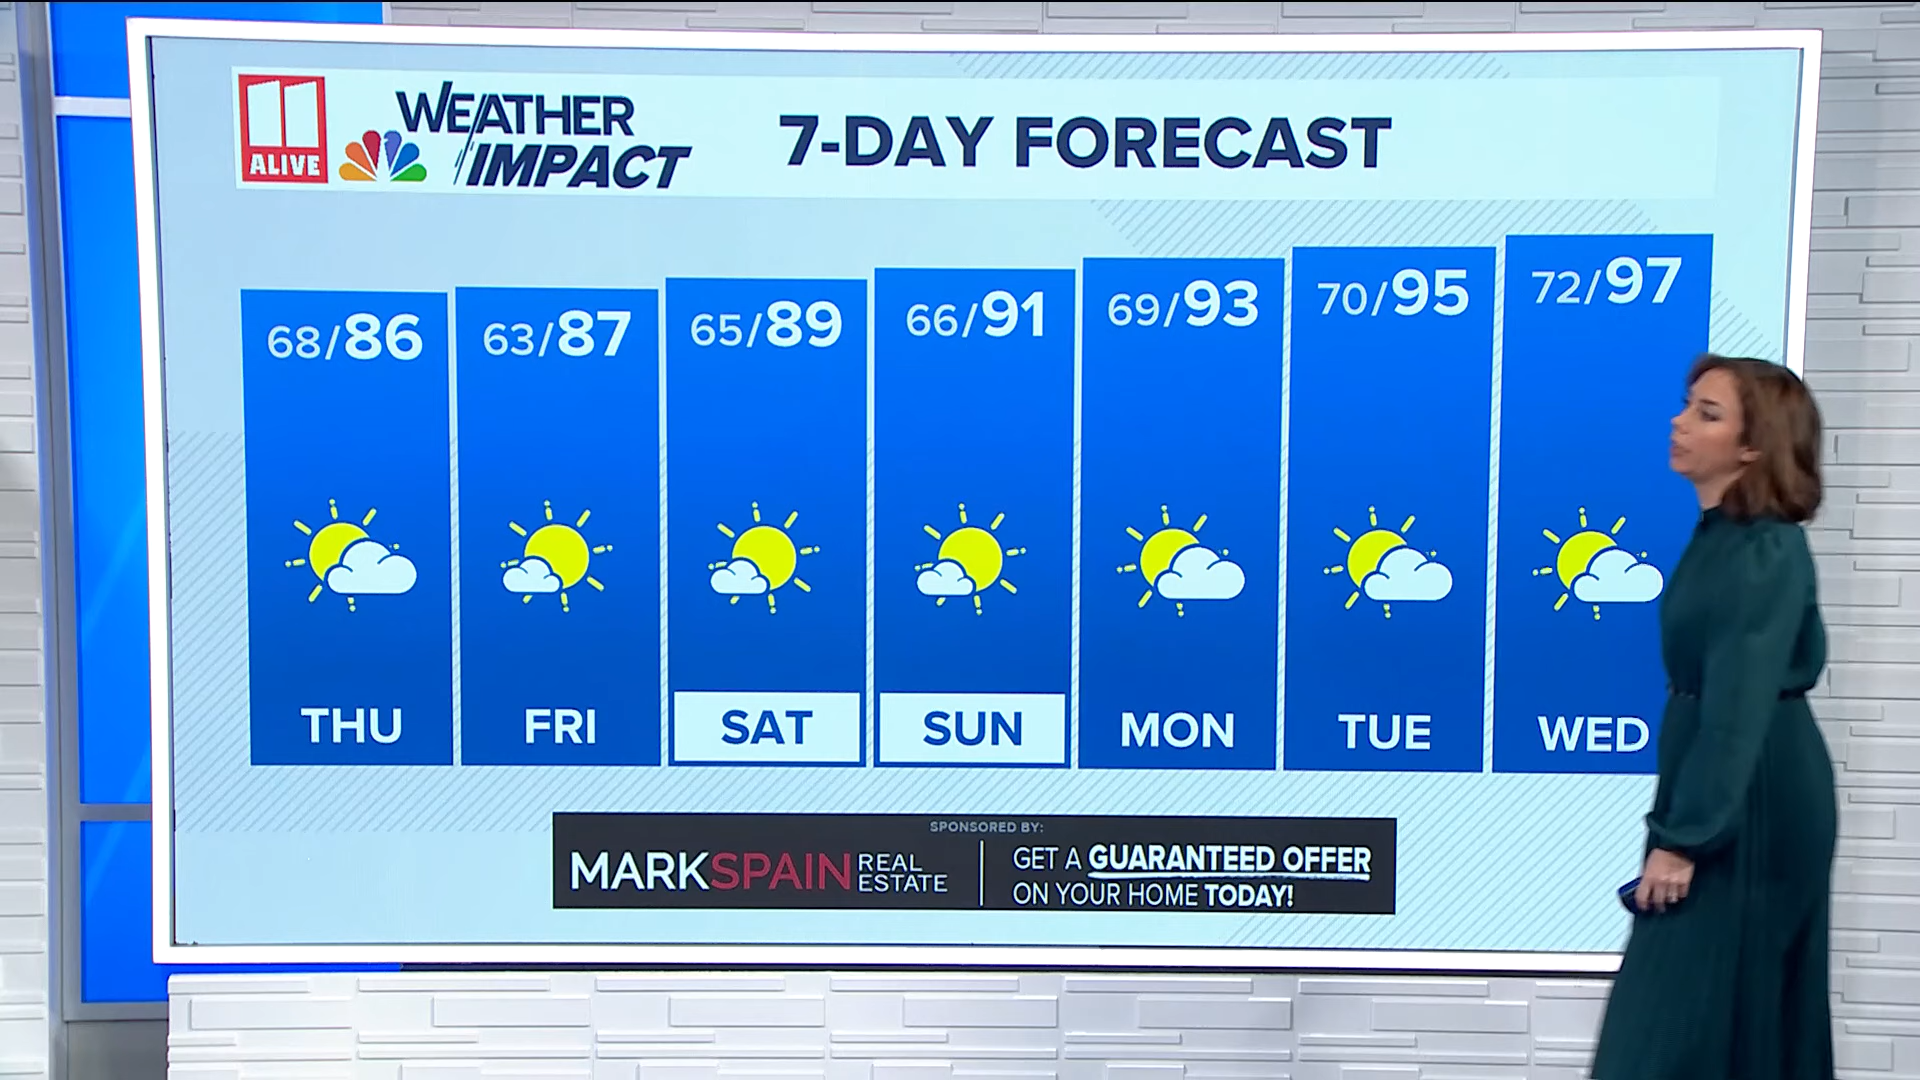 11
ALIVE
WEATHER
IMPACT
7-DAY FORECAST
68/86
63/87
65/89
66/91
69/93
70/95
72/97
THU
FRI
SAT
SUN
MON
TUE
WED
SPONSORED BY:
MARKSPAIN REAL ESTATE
GET A GUARANTEED OFFER
ON YOUR HOME TODAY!